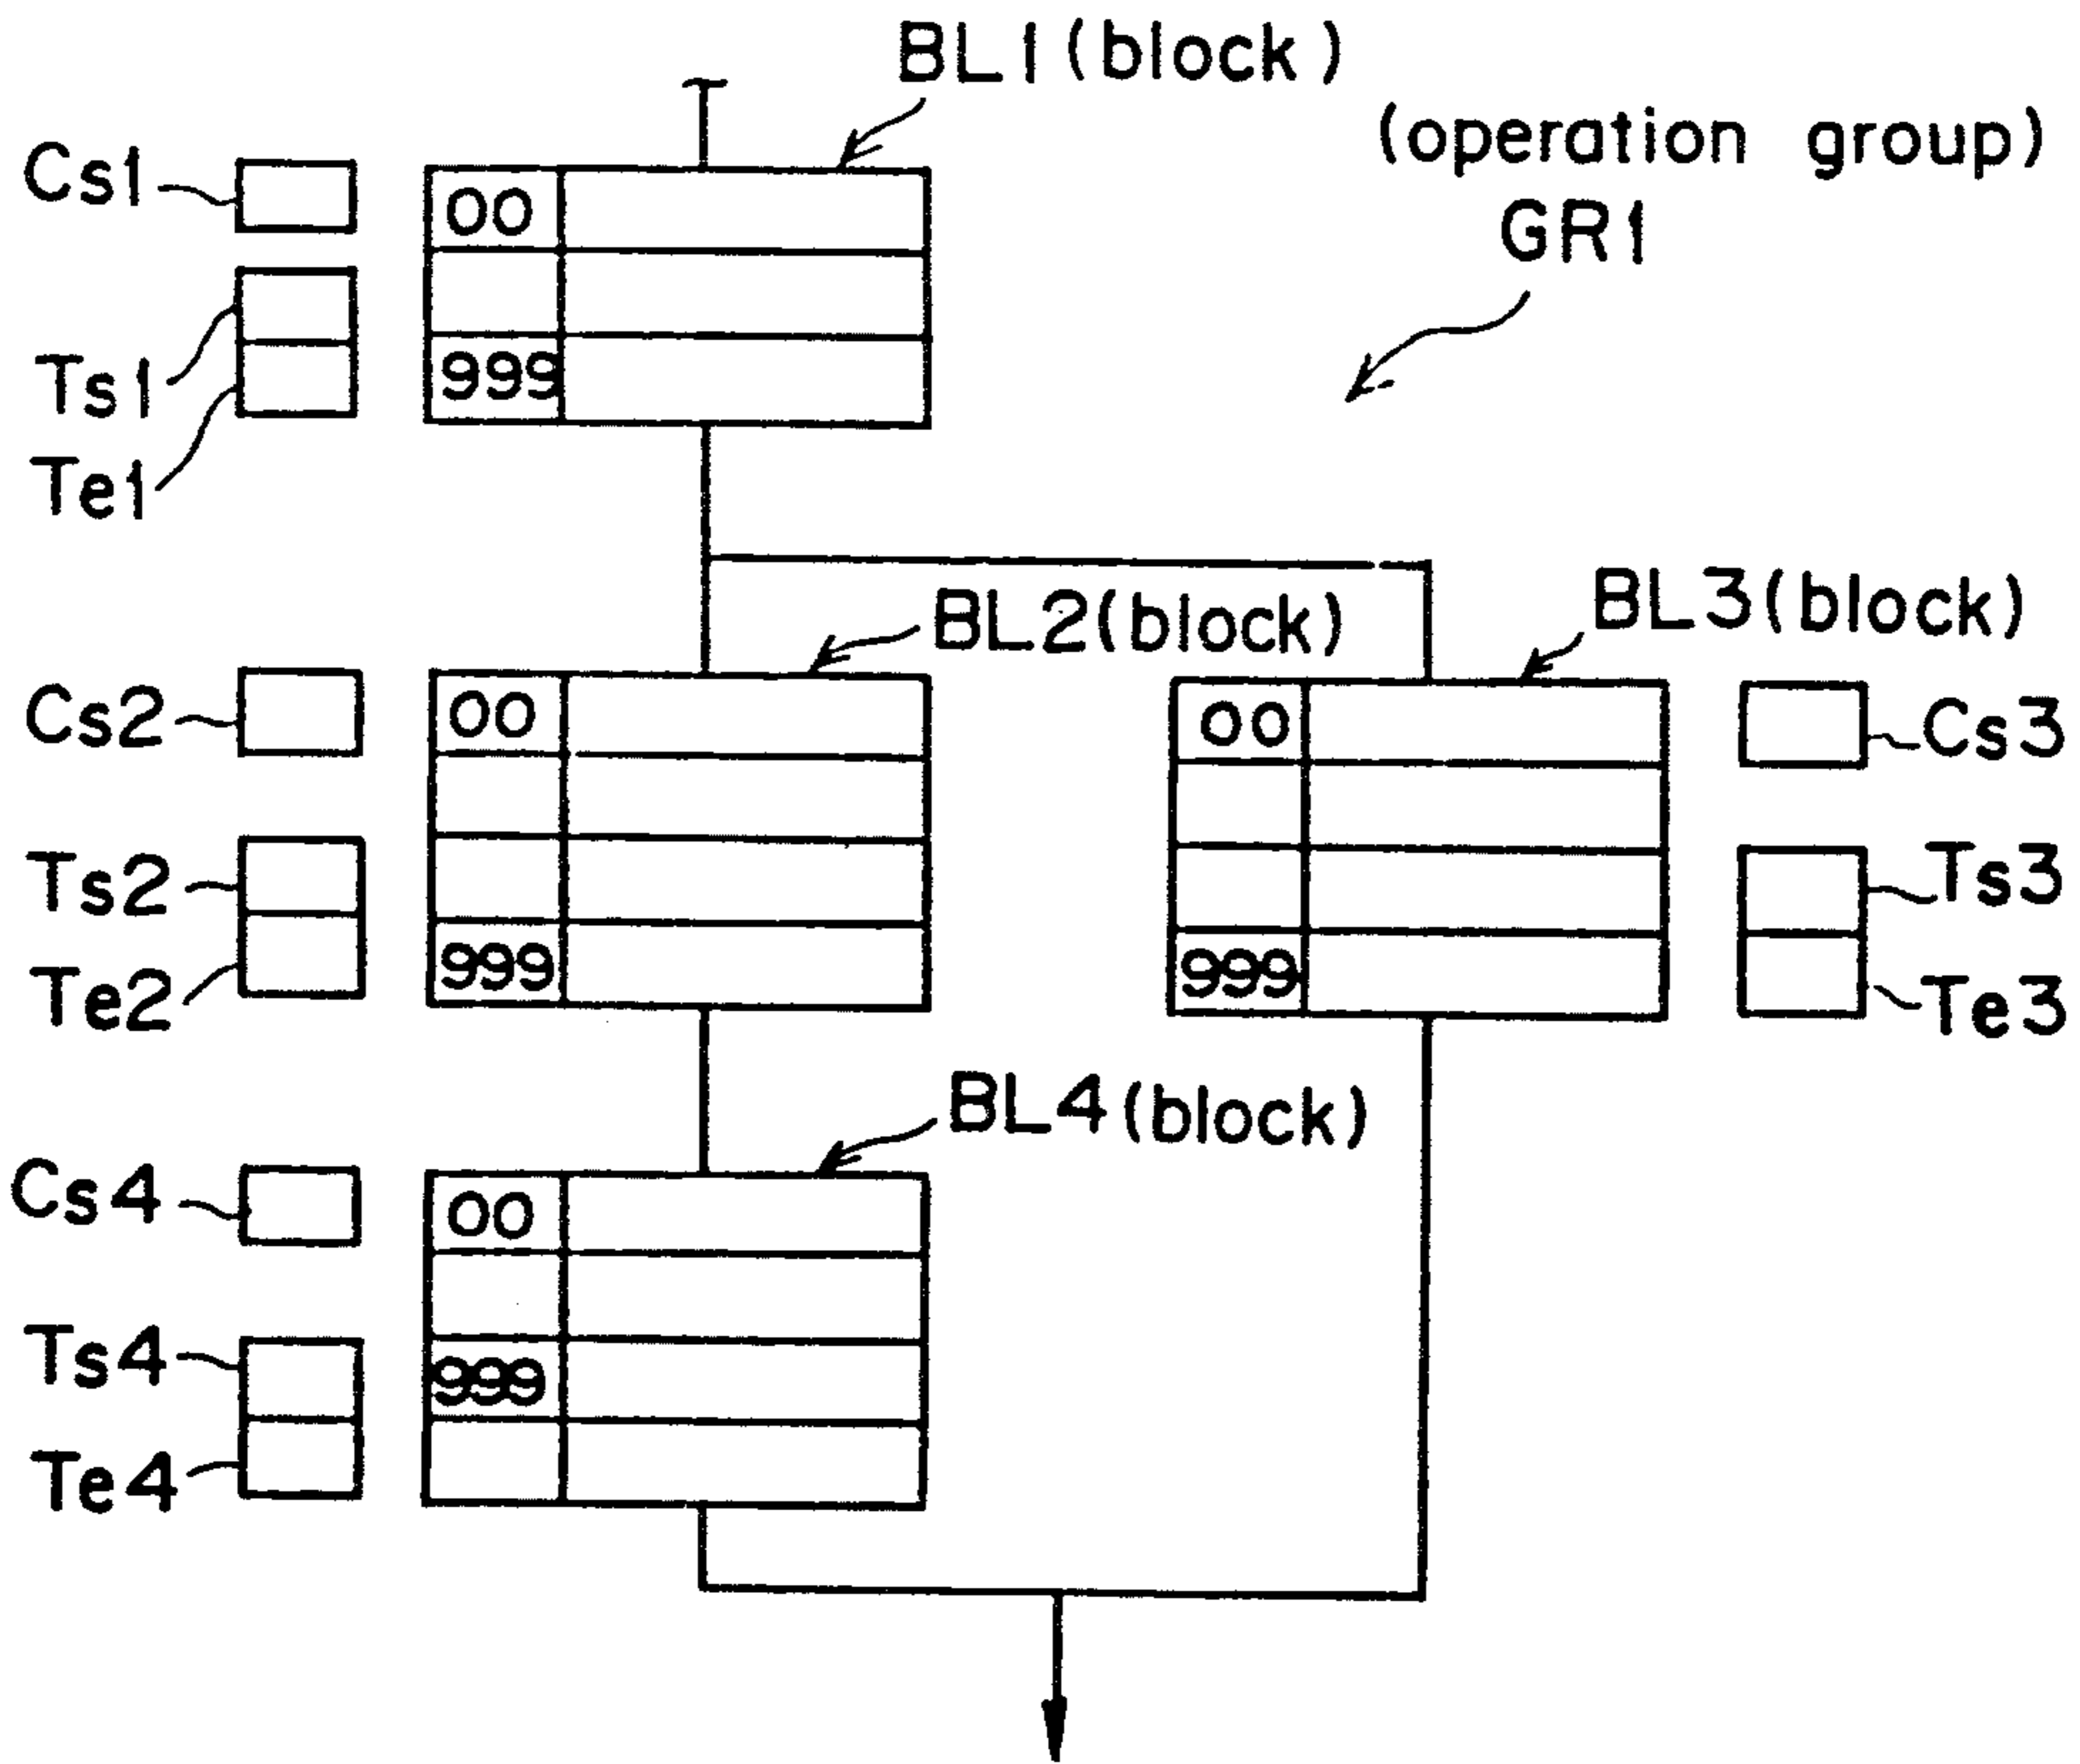 BL1(block)
(operation group)
GR1
Cs1
00
Ts1
999
Te1
BL2(block)
BL3(block)
Cs2
00
00
Cs3
Ts2
Ts3
Te2
999
999
Te3
BL4(block)
Cs4
00
Ts4
999
Te4